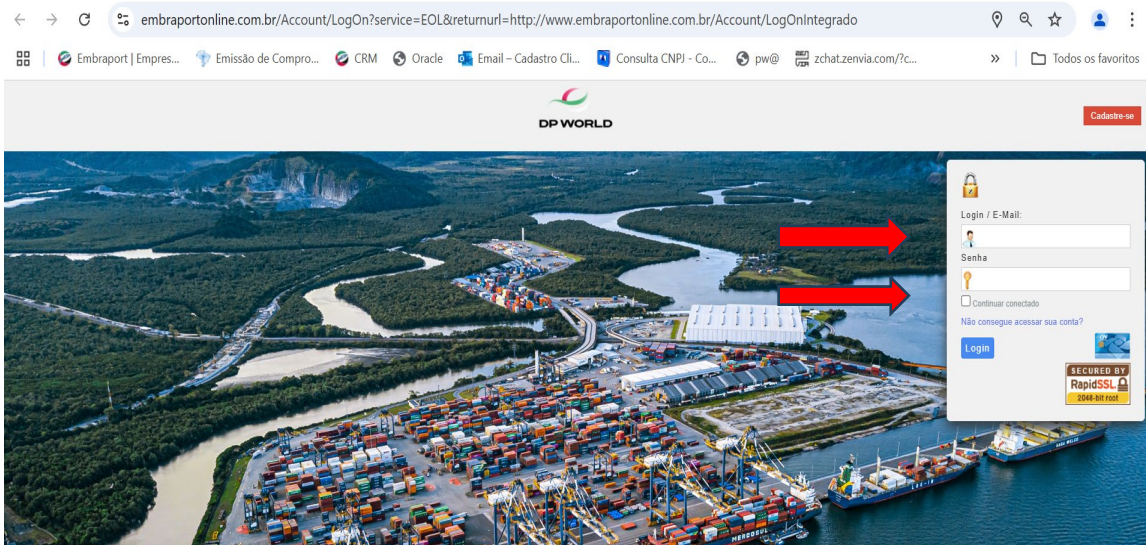 embraportonline.com.br/Account/LogOn?service=EOL&returnurl=http://www.embraportonline.com.br/Account/LogOnIntegrado
Embraport | Empres... Emissão de Compro... CRM Oracle Email – Cadastro Cli... Consulta CNPJ - Co... pw@ zchat.zenvia.com/?c... » Todos os favoritos
DP WORLD
Cadastre-se
Login / E-Mail:
Senha
Continuar conectado
Não consegue acessar sua conta?
Login
SECURED BY
RapidSSL
2048-bit root
MERCOSUL